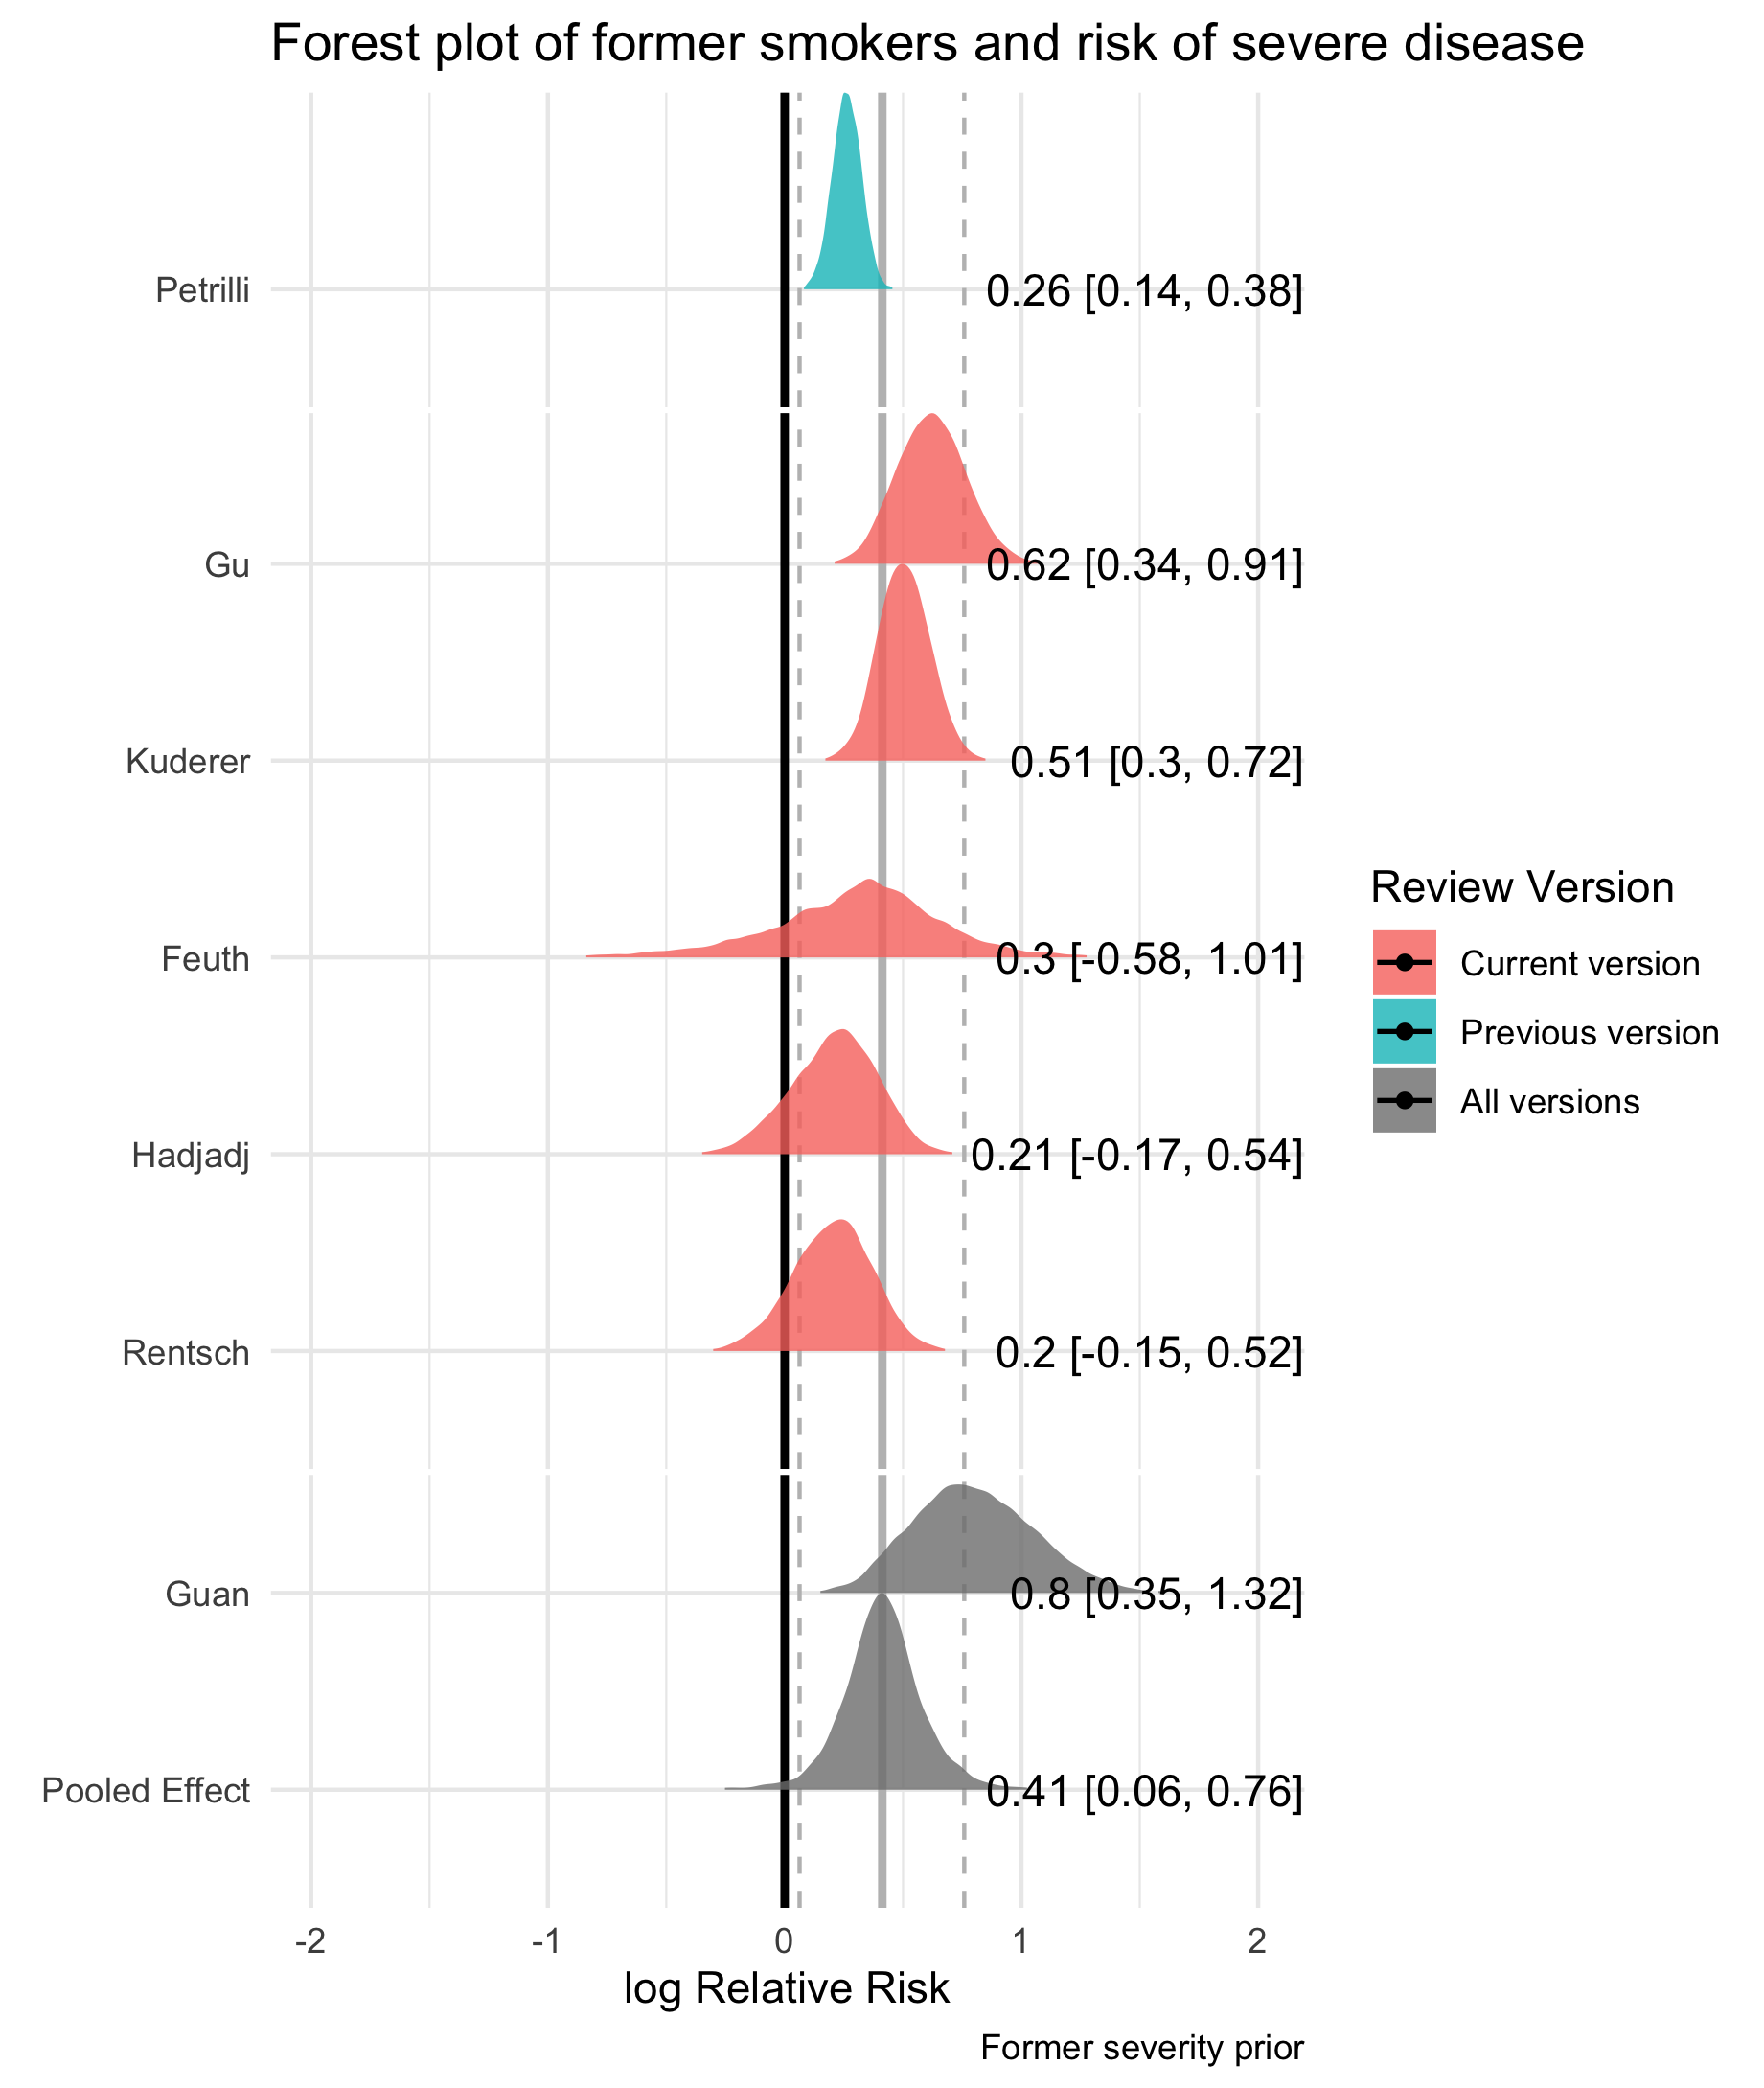 Forest plot of former smokers and risk of severe disease
Petrilli
0.26 [0.14, 0.38]
Gu
0.62 [0.34, 0.91]
Kuderer
0.51 [0.3, 0.72]
Feuth
0.3 [-0.58, 1.01]
Hadjadj
0.21 [-0.17, 0.54]
Rentsch
0.2 [-0.15, 0.52]
Guan
0.8 [0.35, 1.32]
Pooled Effect
0.41 [0.06, 0.76]
-2 -1 0 1 2
log Relative Risk
Former severity prior
Review Version
Current version
Previous version
All versions